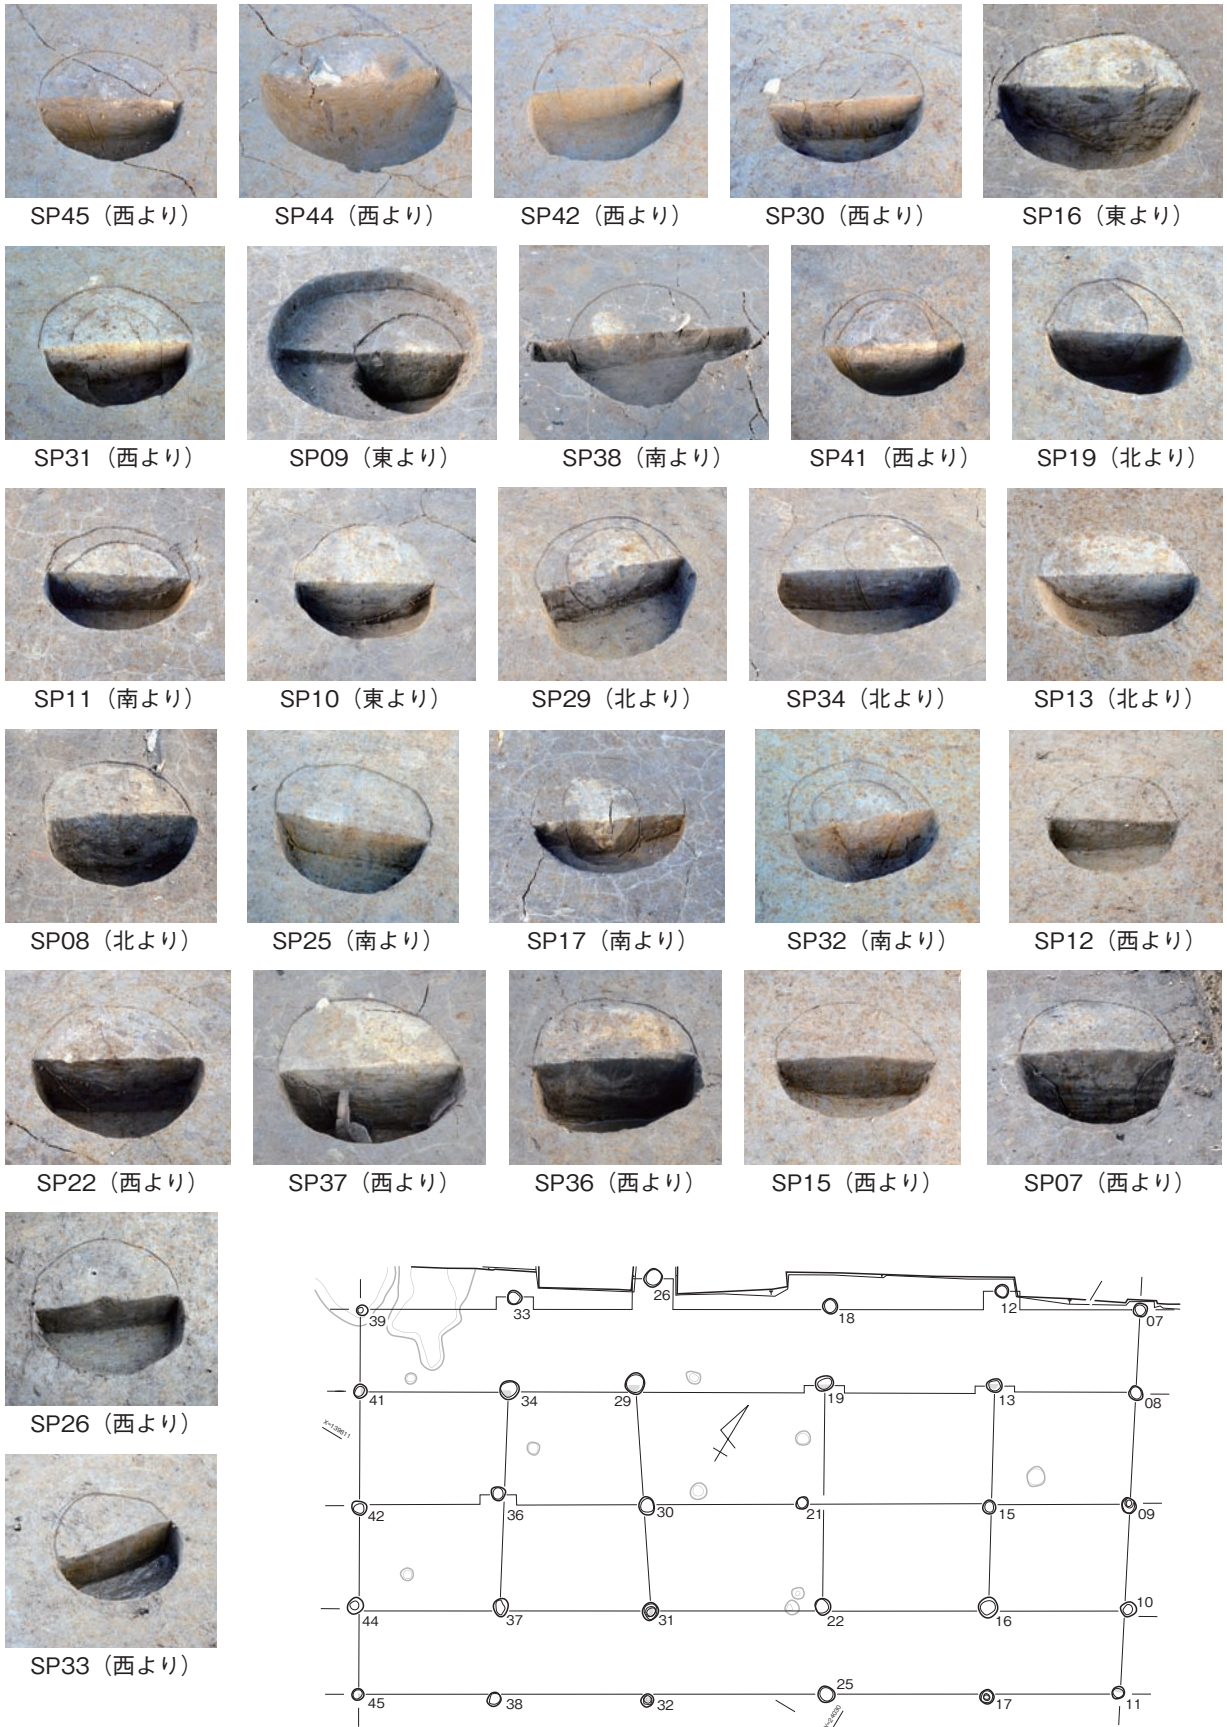 SP45（西より） SP44（西より） SP42（西より） SP30（西より） SP16（東より）
SP31（西より） SP09（東より） SP38（南より） SP41（西より） SP19（北より）
SP11（南より） SP10（東より） SP29（北より） SP34（北より） SP13（北より）
SP08（北より） SP25（南より） SP17（南より） SP32（南より） SP12（西より）
SP22（西より） SP37（西より） SP36（西より） SP15（西より） SP07（西より）
SP26（西より）
SP33（西より）
39 33 26 18 12 07
41 34 29 19 13 08
X=139611
42 36 30 21 15 09
44 37 31 22 16 10
45 38 32 25 17 11